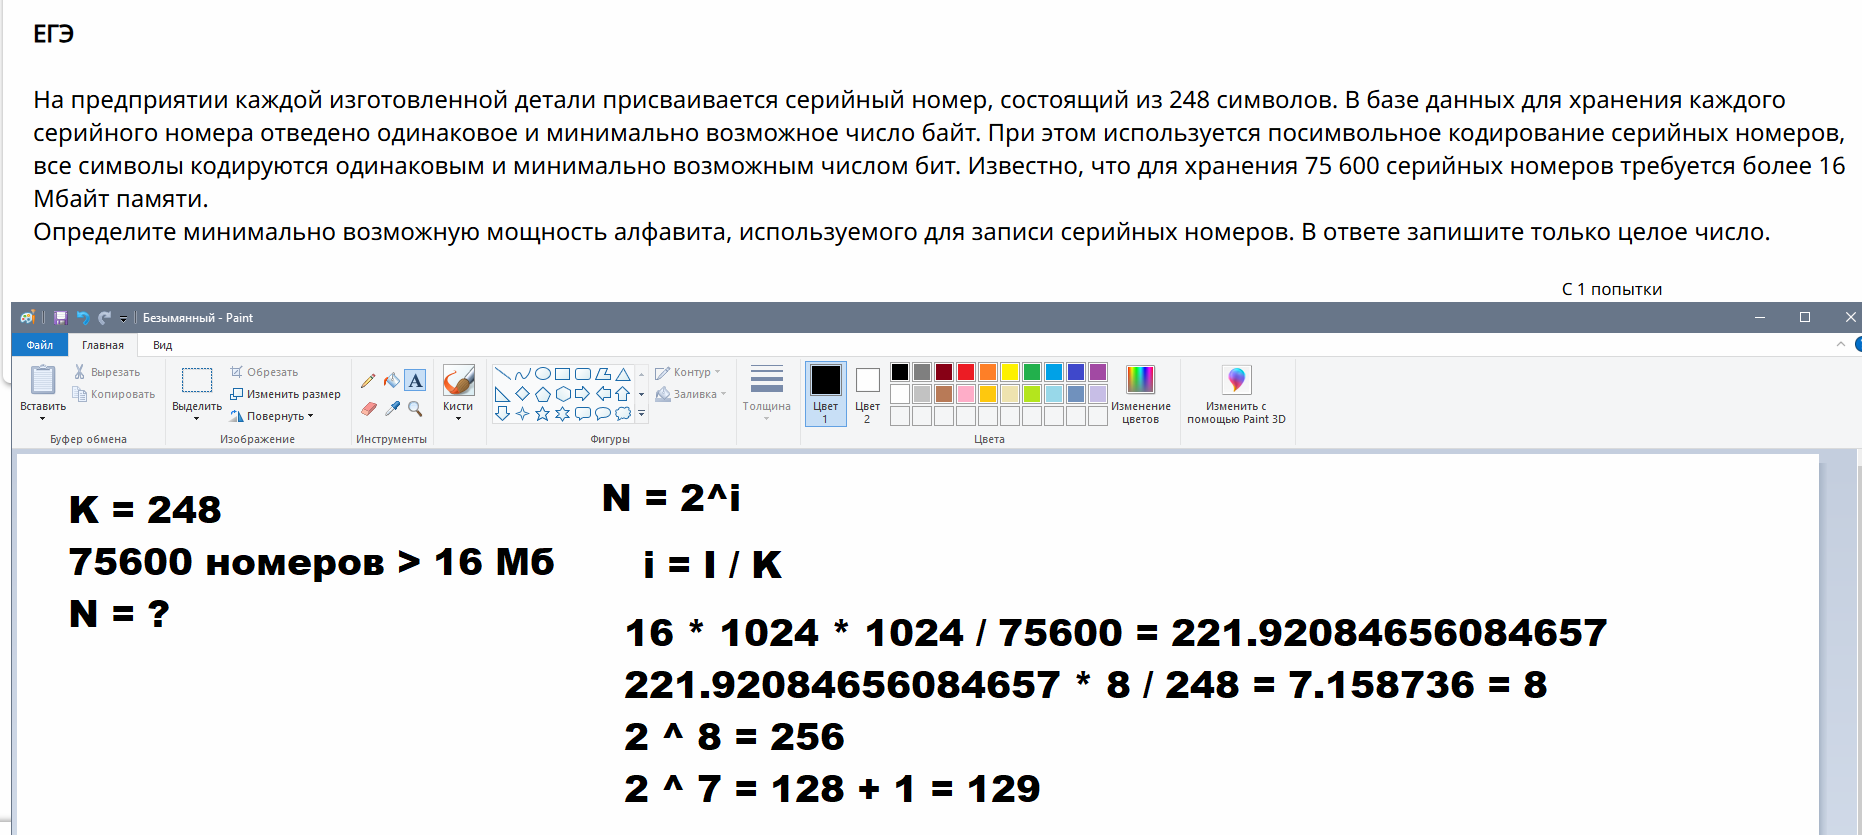 ЕГЭ
На предприятии каждой изготовленной детали присваивается серийный номер, состоящий из 248 символов. В базе данных для хранения каждого
серийного номера отведено одинаковое и минимально возможное число байт. При этом используется посимвольное кодирование серийных номеров,
все символы кодируются одинаковым и минимально возможным числом бит. Известно, что для хранения 75 600 серийных номеров требуется более 16
Мбайт памяти.
Определите минимально возможную мощность алфавита, используемого для записи серийных номеров. В ответе запишите только целое число.
С 1 попытки
Безымянный - Paint
Файл Главная Вид
Вставить
Вырезать
Копировать
Буфер обмена
Выделить
Обрезать
Изменить размер
Повернуть
Изображение
A
Инструменты
Кисти
Контур
Заливка
Фигуры
Толщина
Цвет 1
Цвет 2
Изменение цветов
Цвета
Изменить с помощью Paint 3D
K = 248
75600 номеров > 16 Мб
N = ?
N = 2^i
i = I / K
16 * 1024 * 1024 / 75600 = 221.92084656084657
221.92084656084657 * 8 / 248 = 7.158736 = 8
2 ^ 8 = 256
2 ^ 7 = 128 + 1 = 129